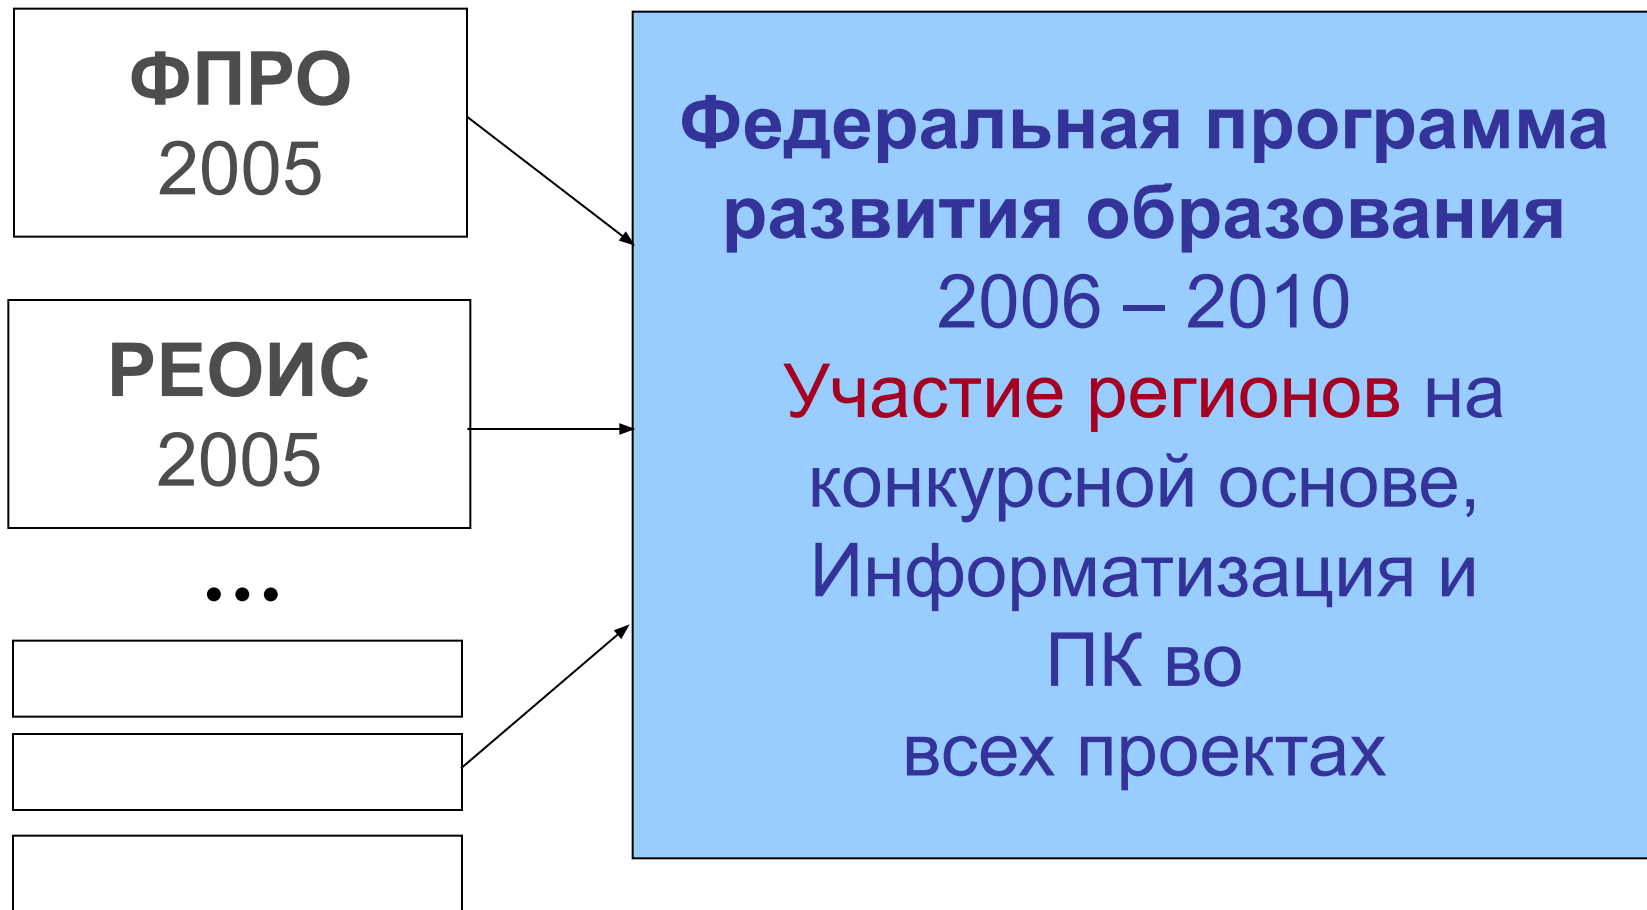 ФПРО
2005
РЕОИС
2005
...
Федеральная программа
развития образования
2006 – 2010
Участие регионов на
конкурсной основе,
Информатизация и
ПК во
всех проектах